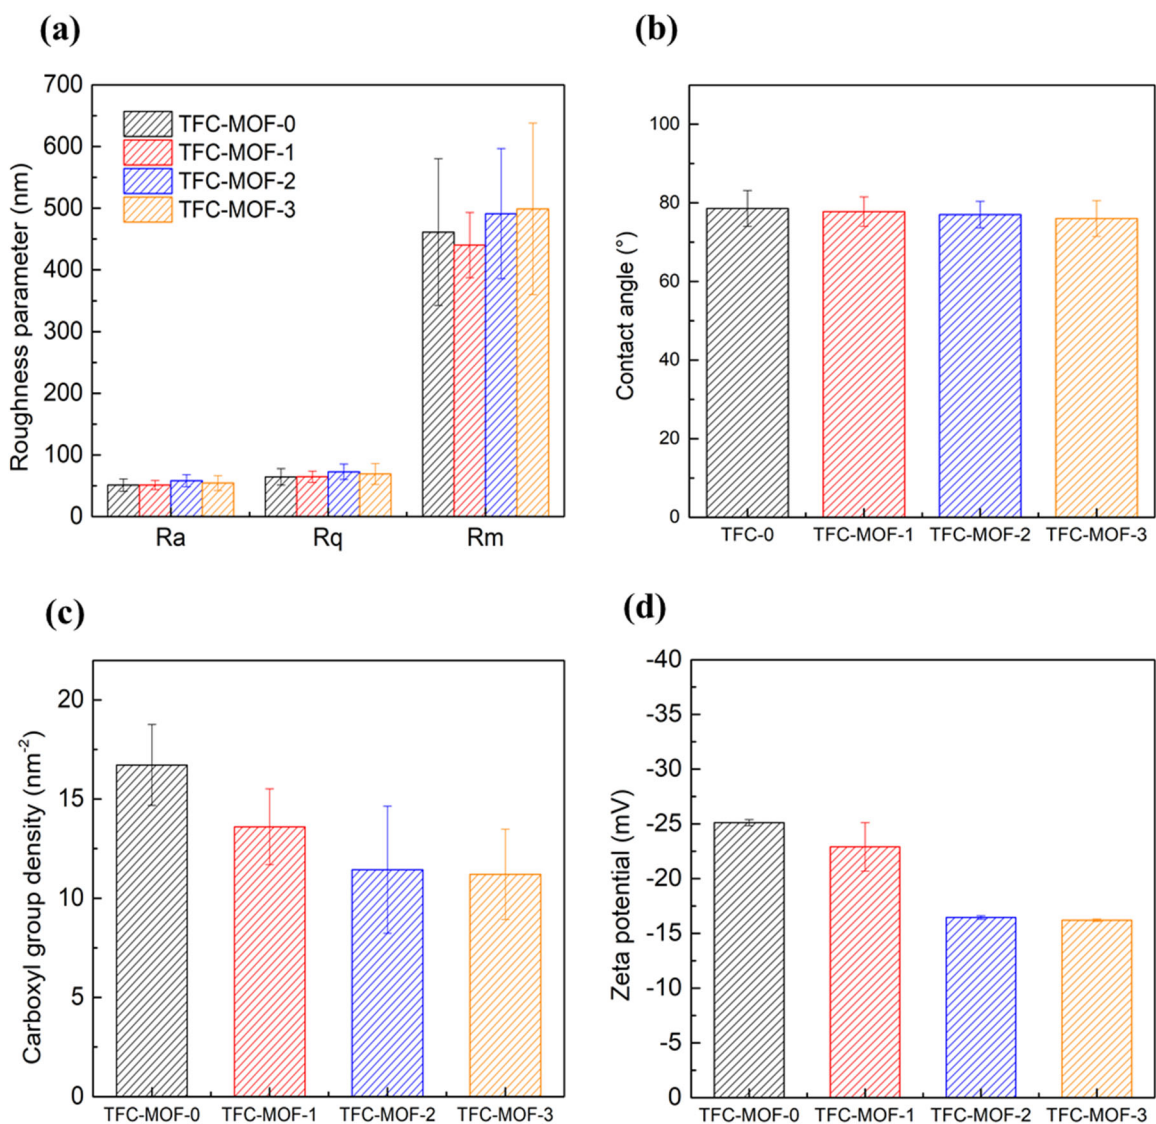 (a)
700
600
500
400
300
200
100
0
Roughness parameter (nm)
TFC-MOF-0
TFC-MOF-1
TFC-MOF-2
TFC-MOF-3
Ra Rq Rm
(b)
100
80
60
40
20
0
Contact angle (°)
TFC-0 TFC-MOF-1 TFC-MOF-2 TFC-MOF-3
(c)
20
15
10
5
0
Carboxyl group density (nm⁻²)
TFC-MOF-0 TFC-MOF-1 TFC-MOF-2 TFC-MOF-3
(d)
-40
-35
-30
-25
-20
-15
-10
-5
0
Zeta potential (mV)
TFC-MOF-0 TFC-MOF-1 TFC-MOF-2 TFC-MOF-3